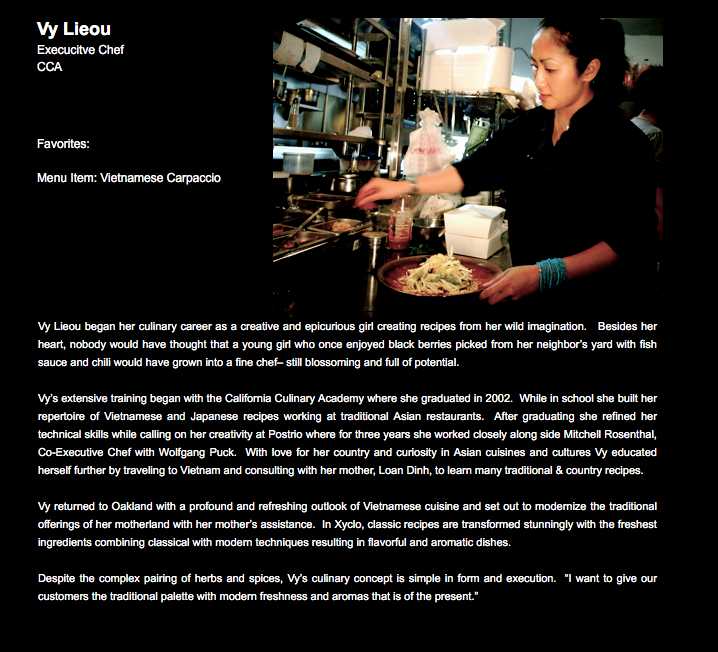 Vy Lieou
Execucitve Chef
CCA
Favorites:
Menu Item: Vietnamese Carpaccio
Vy Lieou began her culinary career as a creative and epicurious girl creating recipes from her wild imagination. Besides her
heart, nobody would have thought that a young girl who once enjoyed black berries picked from her neighbor's yard with fish
sauce and chili would have grown into a fine chef– still blossoming and full of potential.
Vy's extensive training began with the California Culinary Academy where she graduated in 2002. While in school she built her
repertoire of Vietnamese and Japanese recipes working at traditional Asian restaurants. After graduating she refined her
technical skills while calling on her creativity at Postrio where for three years she worked closely along side Mitchell Rosenthal,
Co-Executive Chef with Wolfgang Puck. With love for her country and curiosity in Asian cuisines and cultures Vy educated
herself further by traveling to Vietnam and consulting with her mother, Loan Dinh, to learn many traditional & country recipes.
Vy returned to Oakland with a profound and refreshing outlook of Vietnamese cuisine and set out to modernize the traditional
offerings of her motherland with her mother's assistance. In Xyclo, classic recipes are transformed stunningly with the freshest
ingredients combining classical with modern techniques resulting in flavorful and aromatic dishes.
Despite the complex pairing of herbs and spices, Vy's culinary concept is simple in form and execution. "I want to give our
customers the traditional palette with modern freshness and aromas that is of the present."